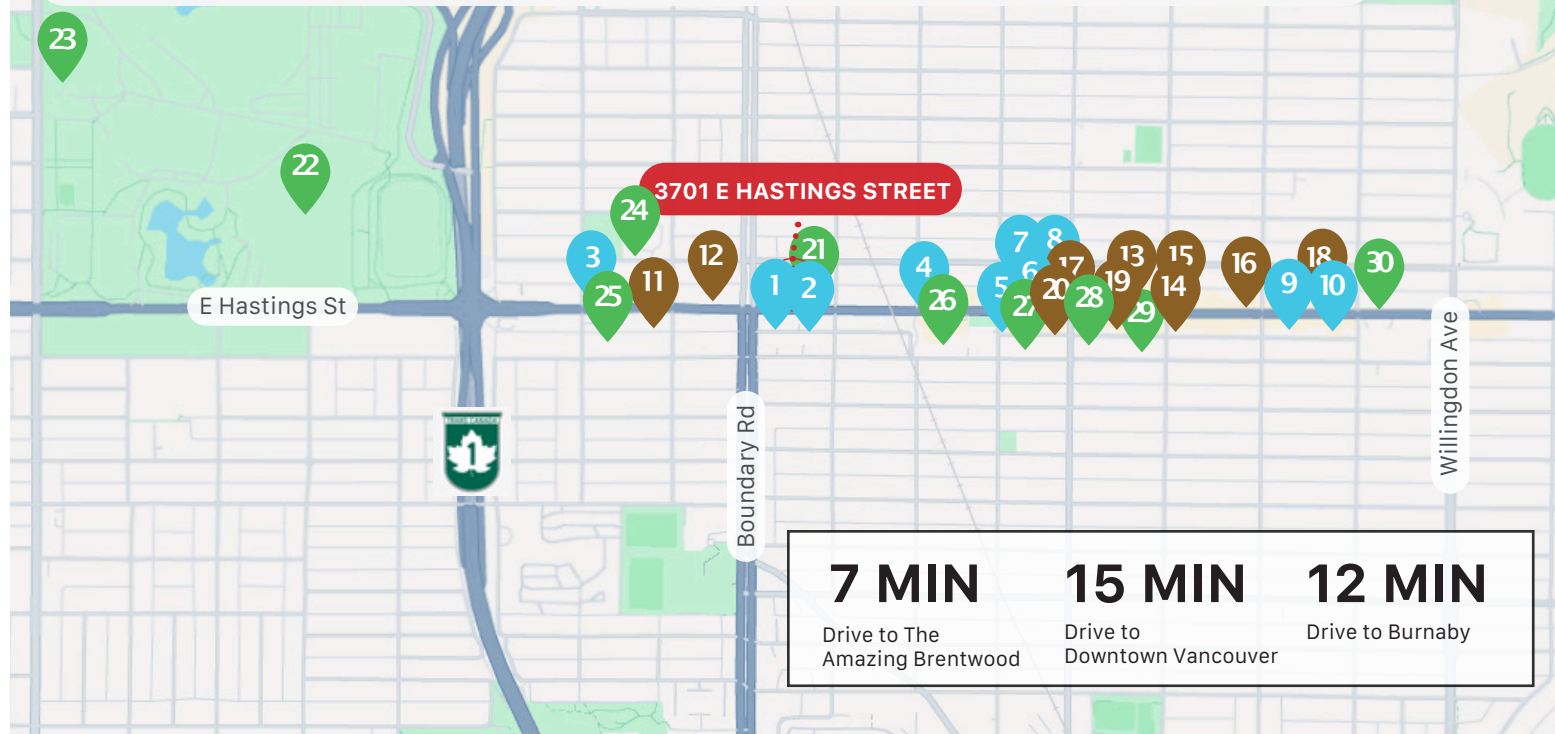 23
22
3701 E HASTINGS STREET
24
21
3
12
11
25
1
2
4
26
7
8
6
5
17
27
20
28
13
19
29
15
14
16
18
9
10
30
E Hastings St
1
Boundary Rd
Willingdon Ave
7 MIN
Drive to The
Amazing Brentwood
15 MIN
Drive to
Downtown Vancouver
12 MIN
Drive to Burnaby